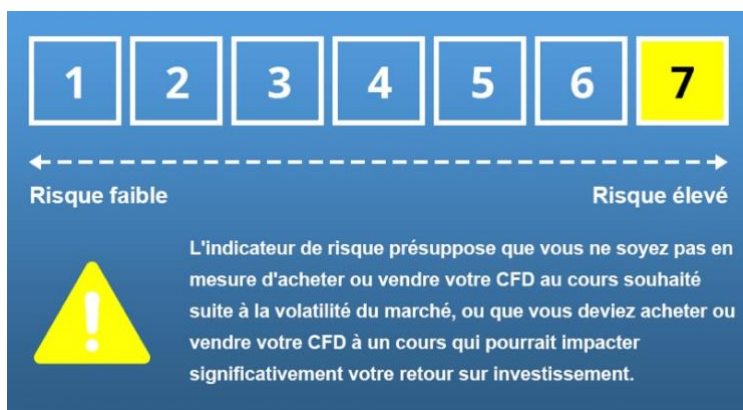 1 2 3 4 5 6 7
Risque faible Risque élevé
L'indicateur de risque présuppose que vous ne soyez pas en
mesure d'acheter ou vendre votre CFD au cours souhaité
suite à la volatilité du marché, ou que vous deviez acheter ou
vendre votre CFD à un cours qui pourrait impacter
significativement votre retour sur investissement.